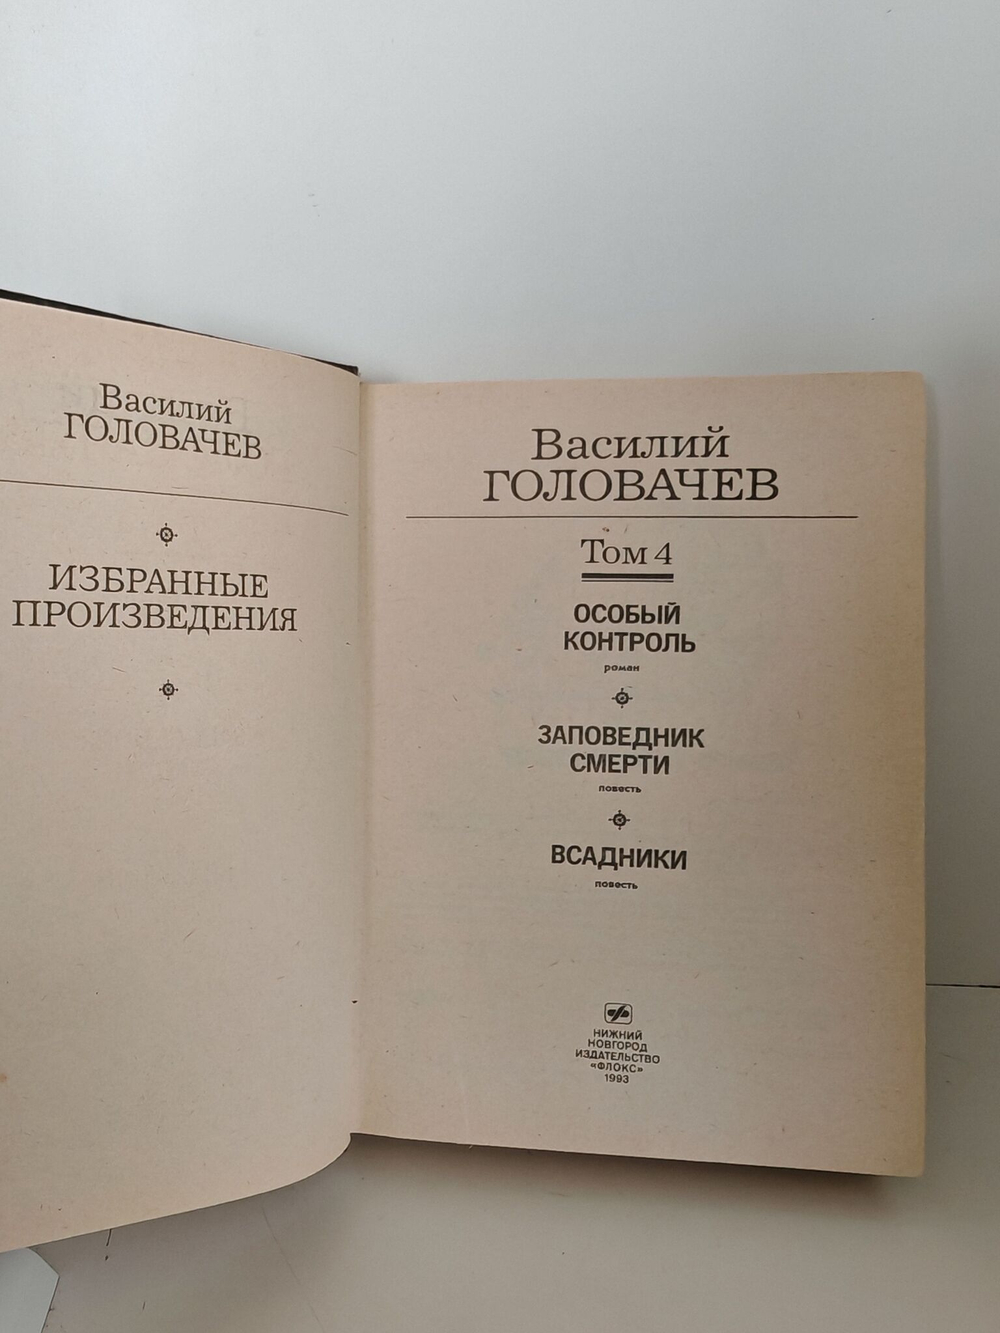 Василий
ГОЛОВАЧЕВ
ИЗБРАННЫЕ
ПРОИЗВЕДЕНИЯ
Василий
ГОЛОВАЧЕВ
Том 4
ОСОБЫЙ
КОНТРОЛЬ
роман
ЗАПОВЕДНИК
СМЕРТИ
повесть
ВСАДНИКИ
повесть
НИЖНИЙ
НОВГОРОД
ИЗДАТЕЛЬСТВО
«ФЛОКС»
1993